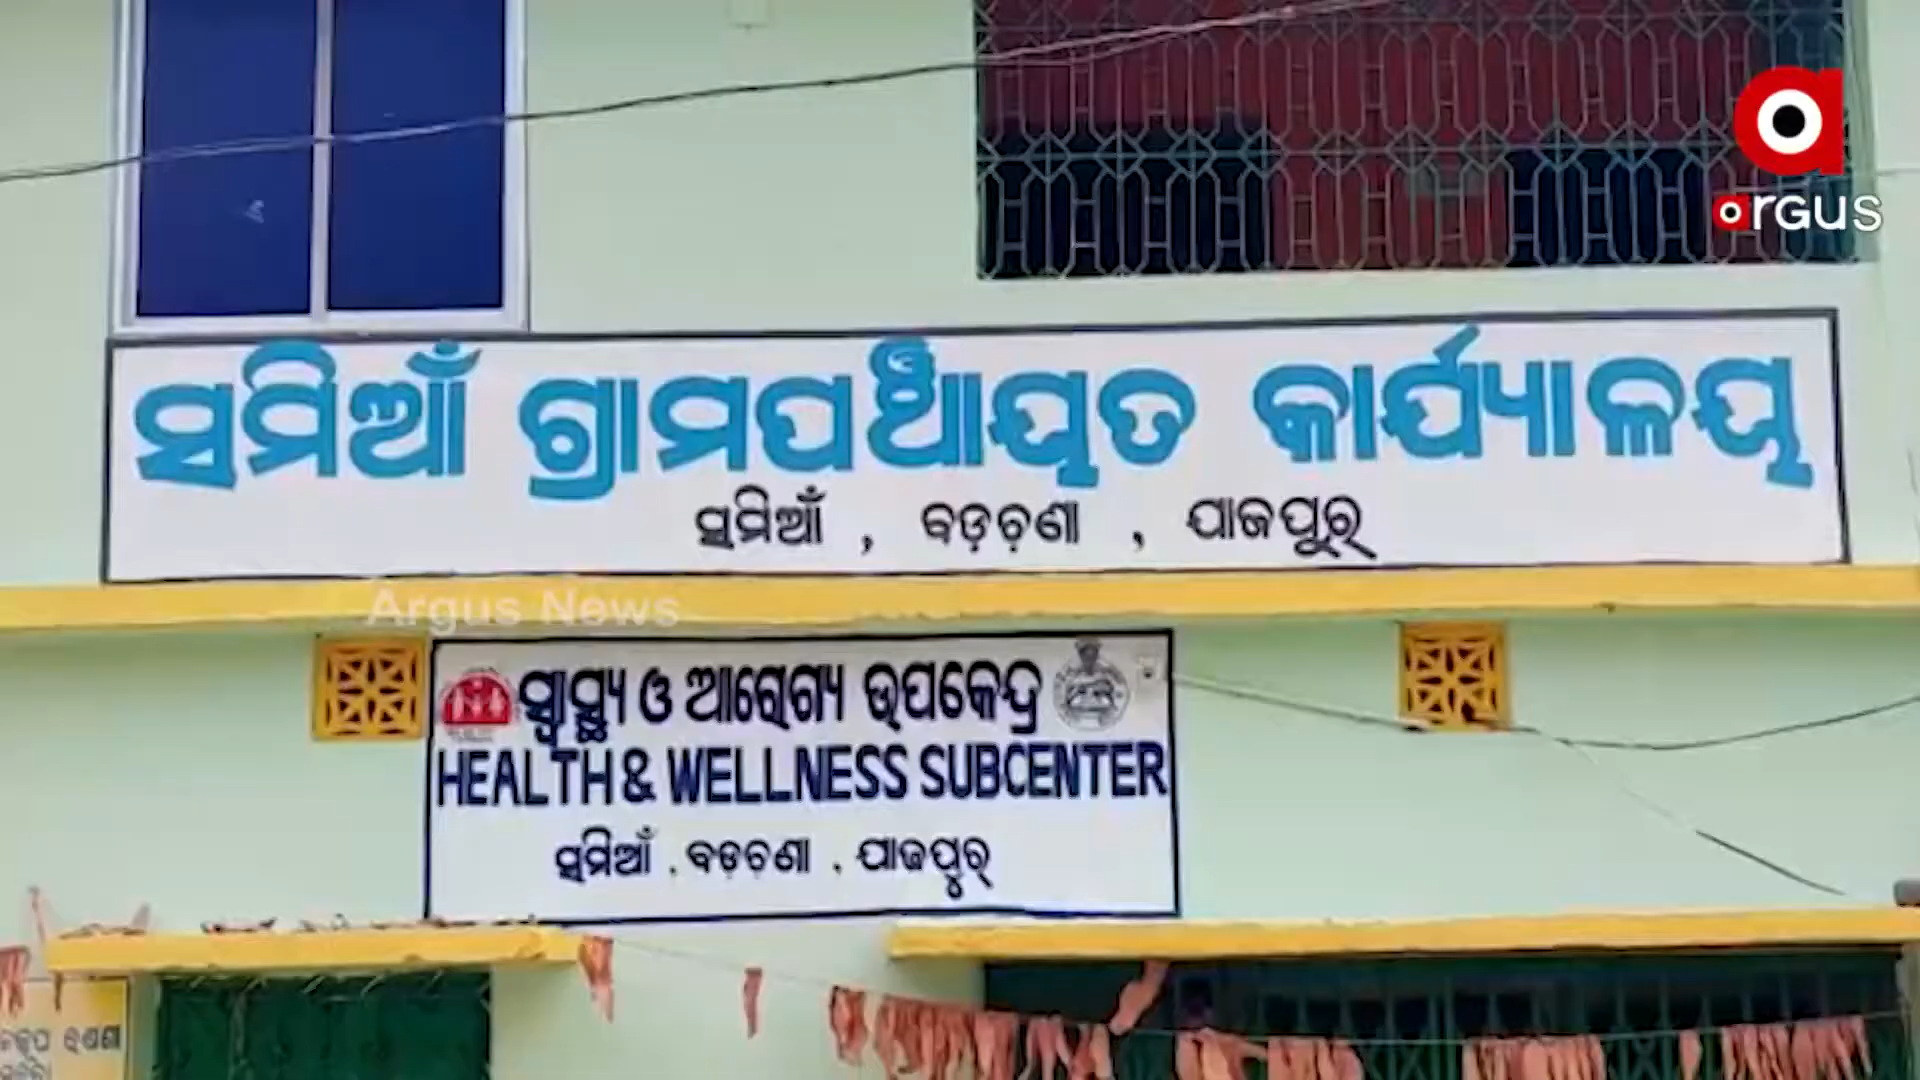 argus
ସମିଆଁ ଗ୍ରାମପଞ୍ଚାୟତ କାର୍ଯ୍ୟାଳୟ
ସମିଆଁ , ବଡ଼ଚଣା , ଯାଜପୁର୍
Argus News
ସ୍ୱାସ୍ଥ୍ୟ ଓ ଆରୋଗ୍ୟ ଉପକେନ୍ଦ୍ର
HEALTH & WELLNESS SUBCENTER
ସମିଆଁ . ବଡଚଣା . ଯାଜପୁର୍